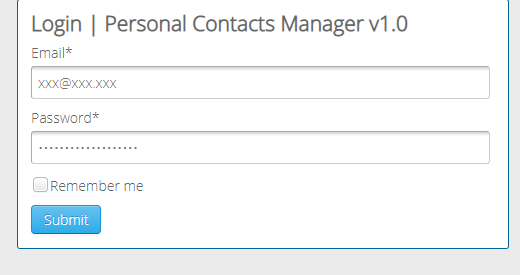 Login | Personal Contacts Manager v1.0
Email*
xxx@xxx.xxx
Password*
•••••••••••••••••••
Remember me
Submit